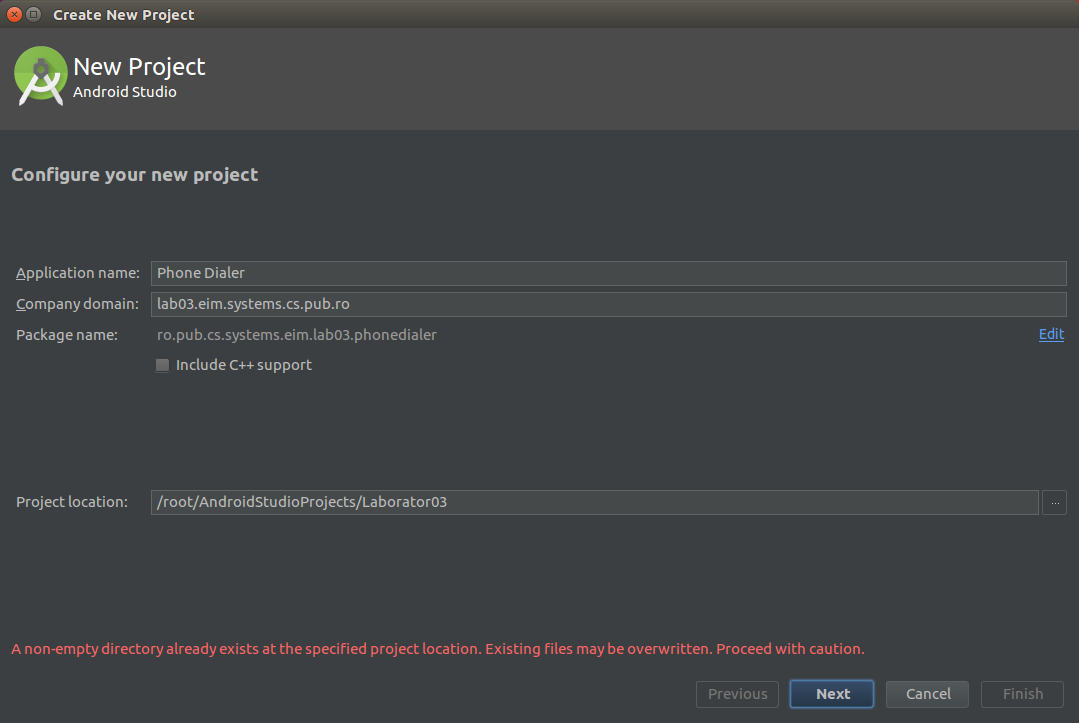 Create New Project
New Project
Android Studio
Configure your new project
Application name: Phone Dialer
Company domain: lab03.eim.systems.cs.pub.ro
Package name: ro.pub.cs.systems.eim.lab03.phonedialer Edit
Include C++ support
Project location: /root/AndroidStudioProjects/Laborator03 ...
A non-empty directory already exists at the specified project location. Existing files may be overwritten. Proceed with caution.
Previous Next Cancel Finish